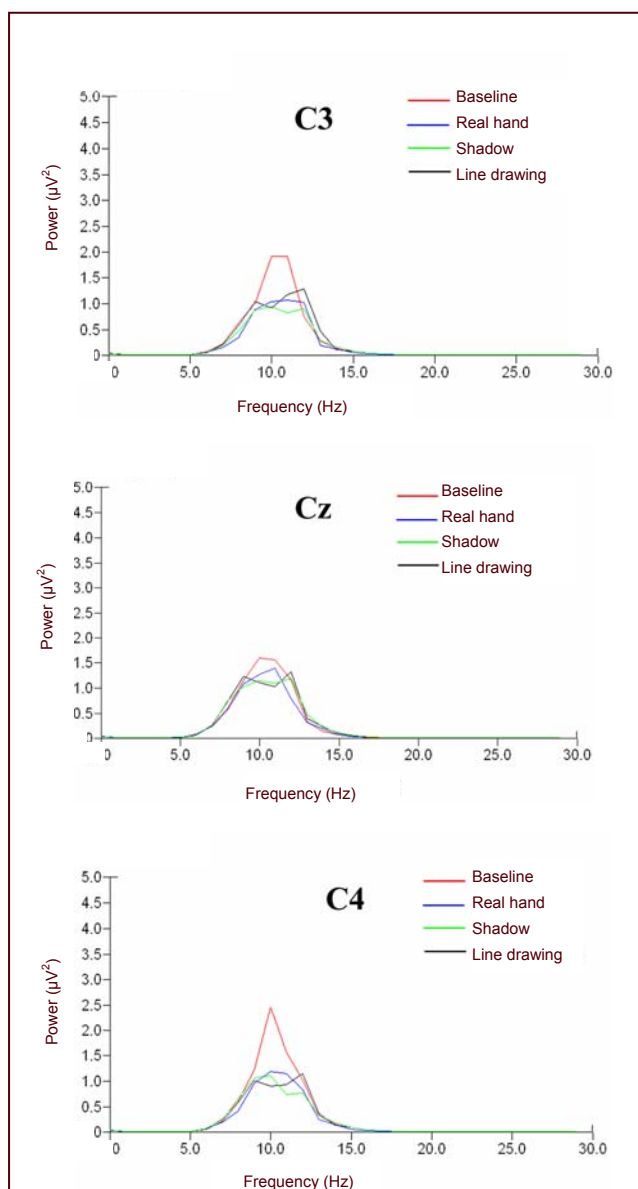 C3
Baseline
Real hand
Shadow
Line drawing
Power (µV²)
5.0
4.5
4.0
3.5
3.0
2.5
2.0
1.5
1.0
0.5
0
0 5.0 10.0 15.0 20.0 25.0 30.0
Frequency (Hz)
Cz
Baseline
Real hand
Shadow
Line drawing
Power (µV²)
5.0
4.5
4.0
3.5
3.0
2.5
2.0
1.5
1.0
0.5
0
0 5.0 10.0 15.0 20.0 25.0 30.0
Frequency (Hz)
C4
Baseline
Real hand
Shadow
Line drawing
Power (µV²)
5.0
4.5
4.0
3.5
3.0
2.5
2.0
1.5
1.0
0.5
0
0 5.0 10.0 15.0 20.0 25.0 30.0
Frequency (Hz)